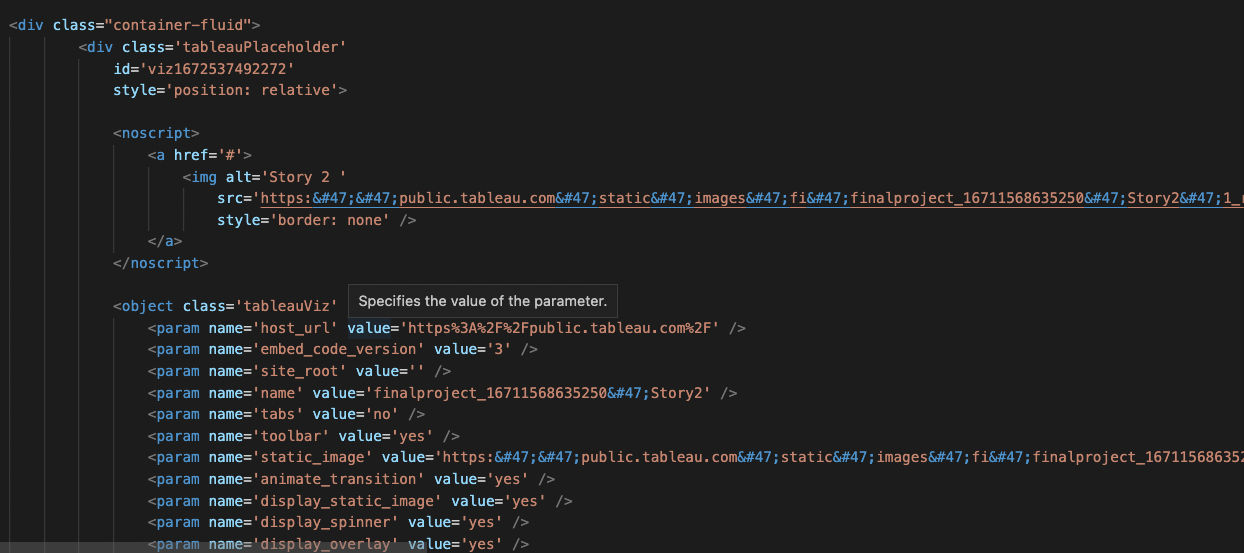 <div class="container-fluid">
<div class='tableauPlaceholder'
id='viz1672537492272'
style='position: relative'>
<noscript>
<a href='#'>
<img alt='Story 2 '
src='https:&#47;&#47;public.tableau.com&#47;static&#47;images&#47;fi&#47;finalproject_16711568635250&#47;Story2&#47;1_
style='border: none' />
</a>
</noscript>
<object class='tableauViz'
Specifies the value of the parameter.
<param name='host_url' value='https%3A%2F%2Fpublic.tableau.com%2F' />
<param name='embed_code_version' value='3' />
<param name='site_root' value='' />
<param name='name' value='finalproject_16711568635250&#47;Story2' />
<param name='tabs' value='no' />
<param name='toolbar' value='yes' />
<param name='static_image' value='https:&#47;&#47;public.tableau.com&#47;static&#47;images&#47;fi&#47;finalproject_167115686352
<param name='animate_transition' value='yes' />
<param name='display_static_image' value='yes' />
<param name='display_spinner' value='yes' />
<param name='display_overlay' value='yes' />